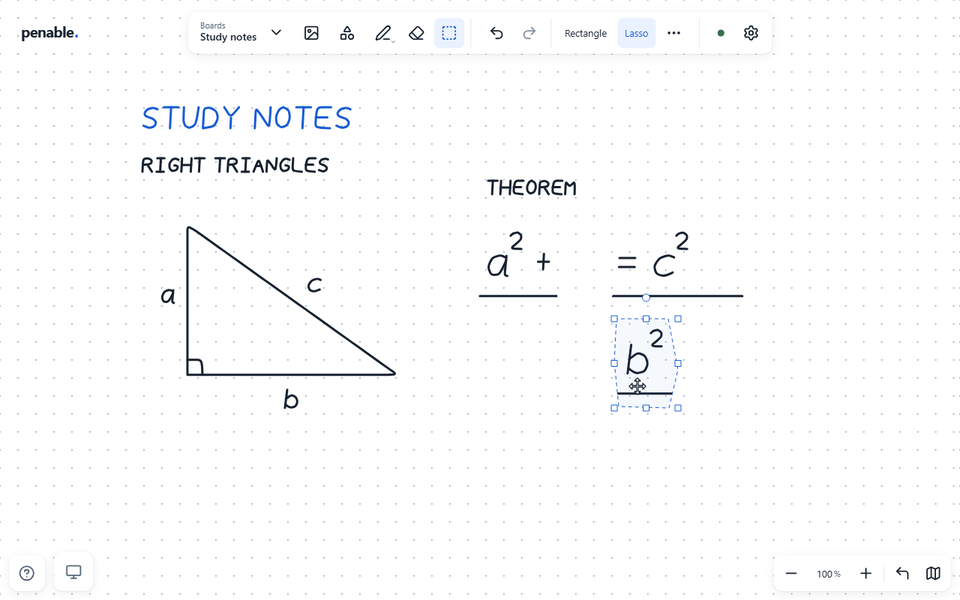 penable.
Boards
Study notes
Rectangle
Lasso
STUDY NOTES
RIGHT TRIANGLES
THEOREM
a² + = c²
b²
a
c
b
100%